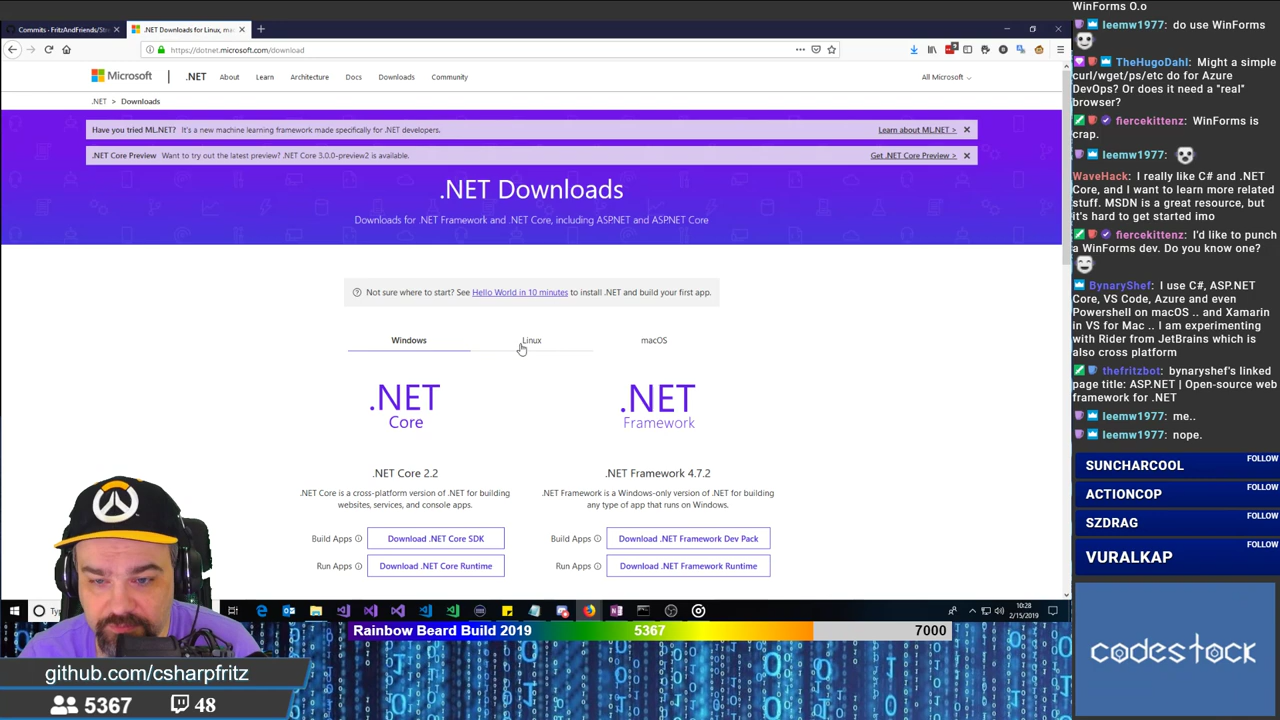 Commits · FritzAndFriends/Stre
.NET Downloads for Linux, mac
https://dotnet.microsoft.com/download
Microsoft
.NET
About
Learn
Architecture
Docs
Downloads
Community
All Microsoft
.NET > Downloads
Have you tried ML.NET? It's a new machine learning framework made specifically for .NET developers.
Learn about ML.NET >
.NET Core Preview Want to try out the latest preview? .NET Core 3.0.0-preview2 is available.
Get .NET Core Preview >
.NET Downloads
Downloads for .NET Framework and .NET Core, including ASP.NET and ASP.NET Core
Not sure where to start? See Hello World in 10 minutes to install .NET and build your first app.
Windows
Linux
macOS
.NET
Core
.NET
Framework
.NET Core 2.2
.NET Framework 4.7.2
.NET Core is a cross-platform version of .NET for building
websites, services, and console apps.
.NET Framework is a Windows-only version of .NET for
building any type of app that runs on Windows.
Build Apps
Download .NET Core SDK
Build Apps
Download .NET Framework Dev Pack
Run Apps
Download .NET Core Runtime
Run Apps
Download .NET Framework Runtime
10:28
2/15/2019
Rainbow Beard Build 2019
5367
7000
github.com/csharpfritz
5367
48
WinForms O.o
leemw1977: do use WinForms
TheHugoDahl: Might a simple
curl/wget/ps/etc do for Azure
DevOps? Or does it need a "real"
browser?
fiercekittenz: WinForms is
crap.
leemw1977:
WaveHack: I really like C# and .NET
Core, and I want to learn more related
stuff. MSDN is a great resource, but
it's hard to get started imo
fiercekittenz: I'd like to punch
a WinForms dev. Do you know one?
BynaryShef: I use C#, ASP.NET
Core, VS Code, Azure and even
Powershell on macOS .. and Xamarin
in VS for Mac .. I am experimenting
with Rider from JetBrains which is
also cross platform
thefritzbot: bynaryshef's linked
page title: ASP.NET | Open-source web
framework for .NET
leemw1977: me..
leemw1977: nope.
SUNCHARCOOL
FOLLOW
ACTIONCOP
FOLLOW
SZDRAG
FOLLOW
VURALKAP
FOLLOW
codestock